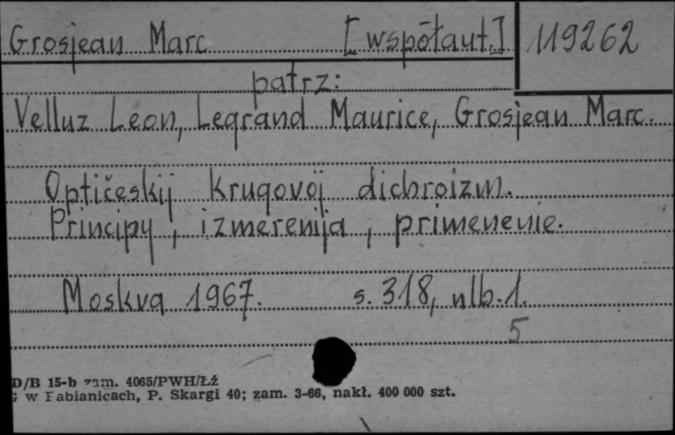 Grosjean Marc [współaut.] 119262
patrz:
Velluz Leon, Legrand Maurice, Grosjean Marc.
Optičeskij krugovoj dichroizm.
Principy, izmerenija, primenenie.
Moskva 1967. s. 318, nlb. 1.
5
D/B 15-b zam. 4065/PWH/Łź
w Pabianicach, P. Skargi 40; zam. 3-66, nakł. 400 000 szt.